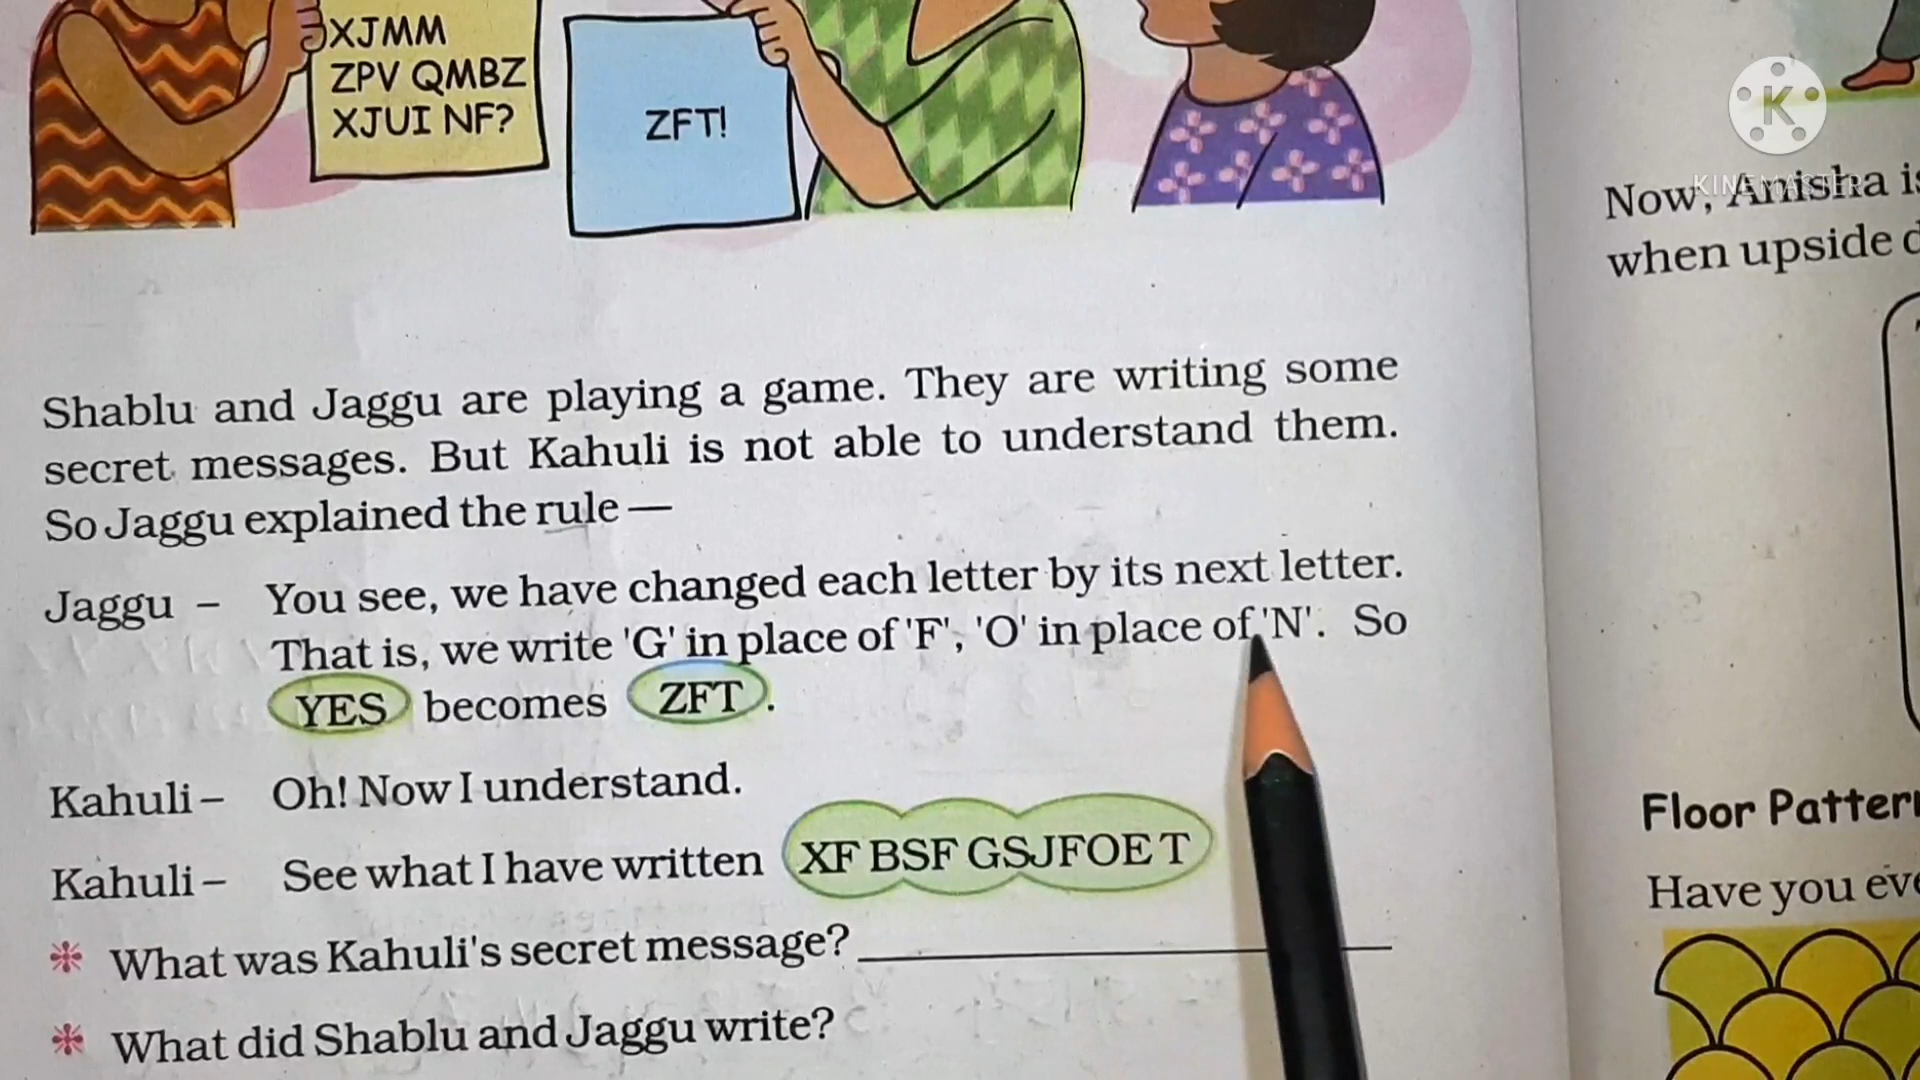 XJMM
ZPV QMBZ
XJUI NF?
ZFT!
Shablu and Jaggu are playing a game. They are writing some
secret messages. But Kahuli is not able to understand them.
So Jaggu explained the rule —
Jaggu – You see, we have changed each letter by its next letter.
That is, we write 'G' in place of 'F', 'O' in place of 'N'. So
YES becomes ZFT.
Kahuli – Oh! Now I understand.
Kahuli – See what I have written XF BSF GSJFOE T
What was Kahuli's secret message?
What did Shablu and Jaggu write?
K
KINEMASTER
Now, Anisha is
when upside
Floor Pattern
Have you eve